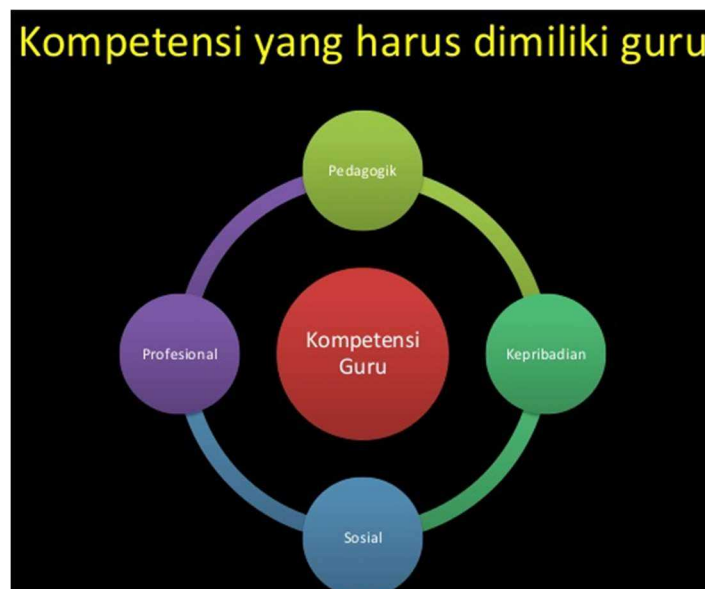 Kompetensi yang harus dimiliki guru
Pedagogik
Profesional
Kompetensi
Guru
Kepribadian
Sosial